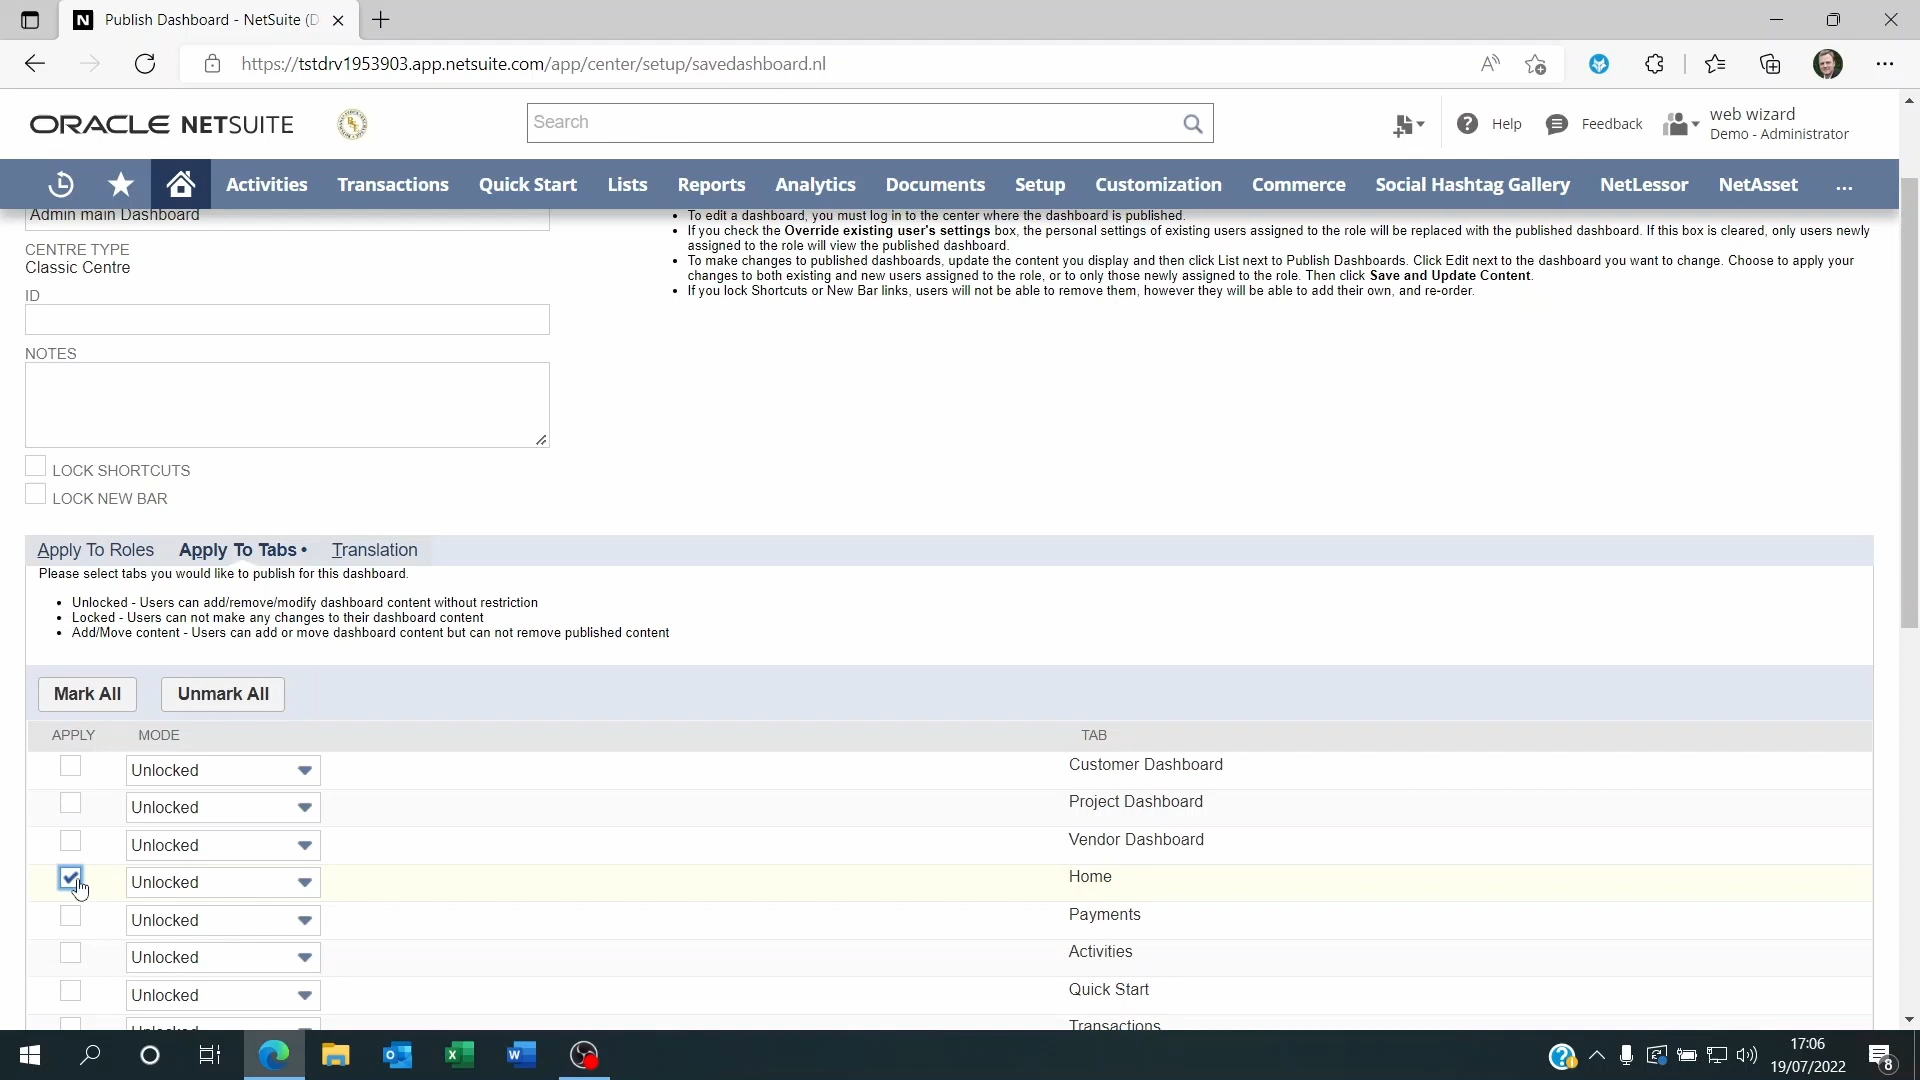 Publish Dashboard - NetSuite (D
https://tstdrv1953903.app.netsuite.com/app/center/setup/savedashboard.nl
ORACLE NETSUITE
Search
Help
Feedback
web wizard
Demo - Administrator
Activities
Transactions
Quick Start
Lists
Reports
Analytics
Documents
Setup
Customization
Commerce
Social Hashtag Gallery
NetLessor
NetAsset
...
Admin main Dashboard
CENTRE TYPE
Classic Centre
ID
NOTES
LOCK SHORTCUTS
LOCK NEW BAR
• To edit a dashboard, you must log in to the center where the dashboard is published.
• If you check the Override existing user's settings box, the personal settings of existing users assigned to the role will be replaced with the published dashboard. If this box is cleared, only users newly
assigned to the role will view the published dashboard.
• To make changes to published dashboards, update the content you display and then click List next to Publish Dashboards. Click Edit next to the dashboard you want to change. Choose to apply your
changes to both existing and new users assigned to the role, or to only those newly assigned to the role. Then click Save and Update Content.
• If you lock Shortcuts or New Bar links, users will not be able to remove them, however they will be able to add their own, and re-order.
Apply To Roles
Apply To Tabs •
Translation
Please select tabs you would like to publish for this dashboard.
• Unlocked - Users can add/remove/modify dashboard content without restriction
• Locked - Users can not make any changes to their dashboard content
• Add/Move content - Users can add or move dashboard content but can not remove published content
Mark All
Unmark All
APPLY MODE TAB
Unlocked Customer Dashboard
Unlocked Project Dashboard
Unlocked Vendor Dashboard
Unlocked Home
Unlocked Payments
Unlocked Activities
Unlocked Quick Start
Unlocked Transactions
17:06
19/07/2022
8